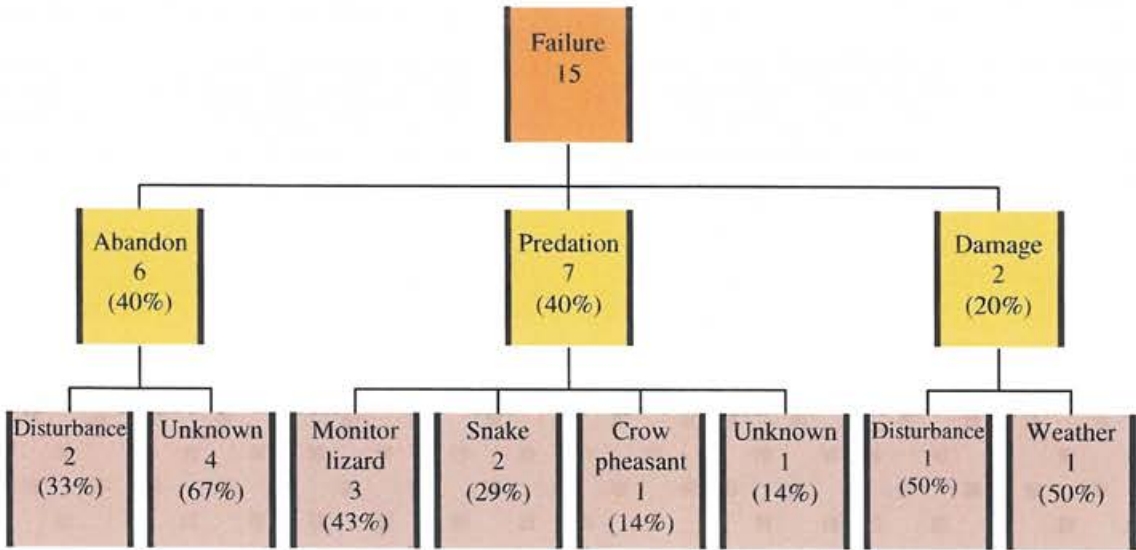 Failure
15
Abandon
6
(40%)
Predation
7
(40%)
Damage
2
(20%)
Disturbance
2
(33%)
Unknown
4
(67%)
Monitor
lizard
3
(43%)
Snake
2
(29%)
Crow
pheasant
1
(14%)
Unknown
1
(14%)
Disturbance
1
(50%)
Weather
1
(50%)